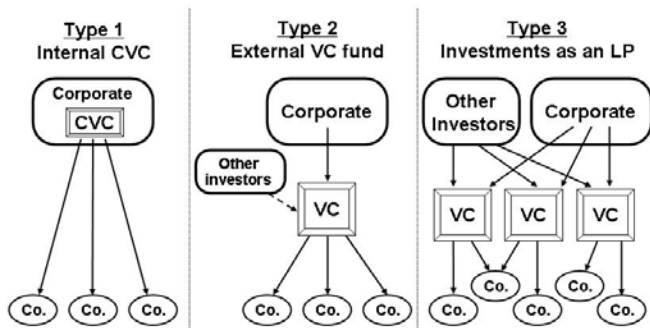 Type 1
Internal CVC
Corporate
CVC
Co.
Co.
Co.
Type 2
External VC fund
Corporate
Other
investors
VC
Co.
Co.
Co.
Type 3
Investments as an LP
Other
Investors
Corporate
VC
VC
VC
Co.
Co.
Co.
Co.
Co.